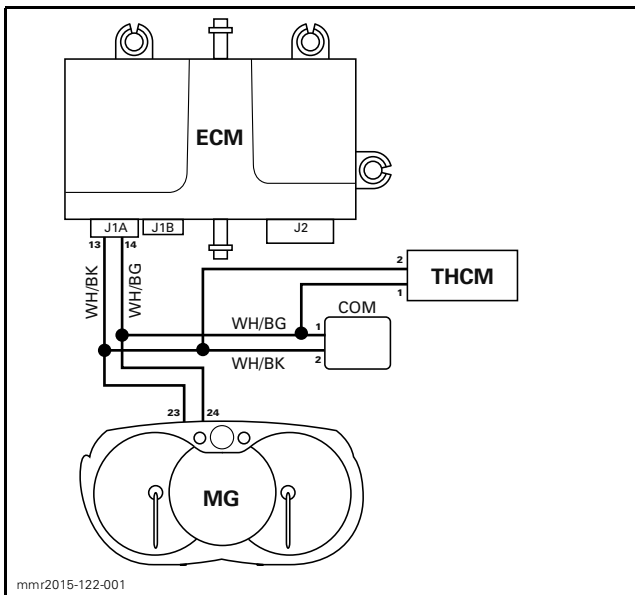 ECM
J1A J1B J2
13 14
WH/BK WH/BG
2 THCM
1
COM
WH/BG 1
WH/BK 2
23 24
MG
mmr2015-122-001